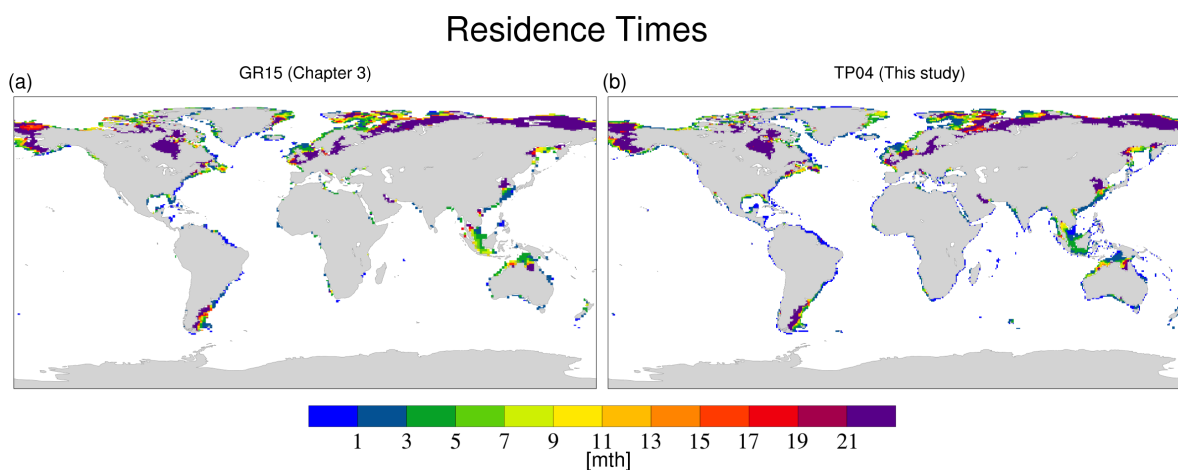 Residence Times
(a) GR15 (Chapter 3)
(b) TP04 (This study)
1 3 5 7 9 11 13 15 17 19 21
[mth]